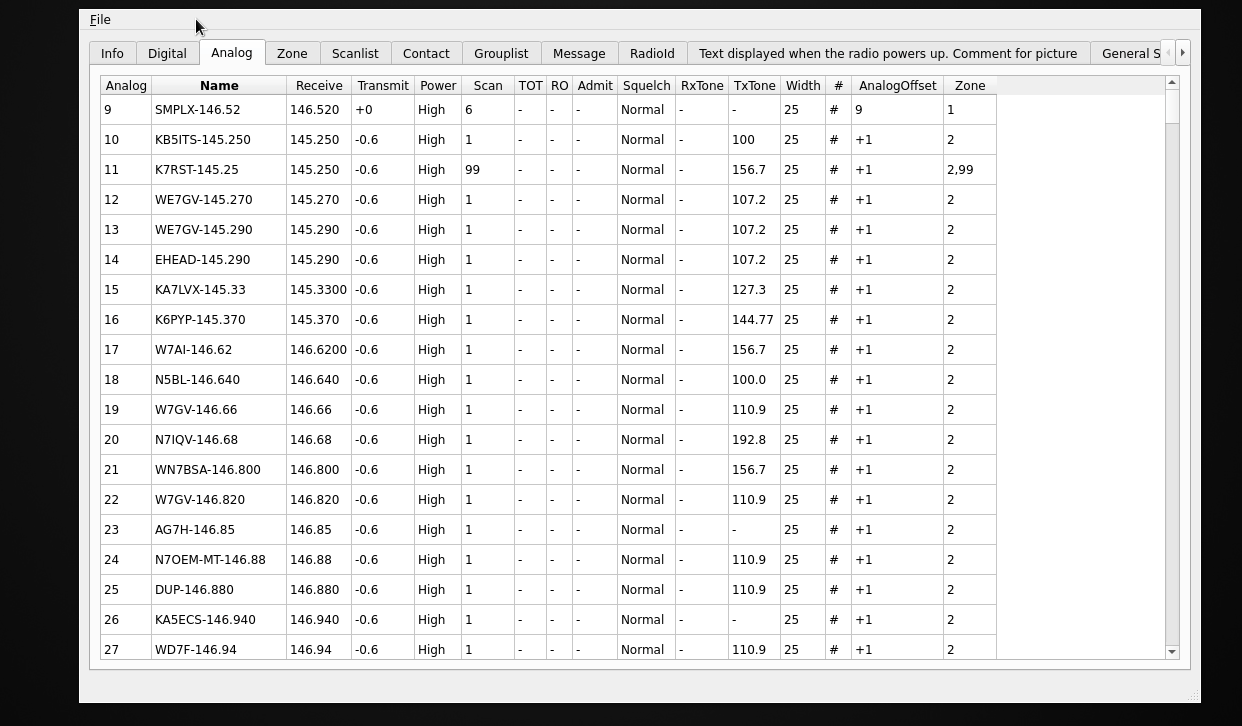 File
Info Digital Analog Zone Scanlist Contact Grouplist Message RadioId Text displayed when the radio powers up. Comment for picture General S
Analog Name Receive Transmit Power Scan TOT RO Admit Squelch RxTone TxTone Width # AnalogOffset Zone
9 SMPLX-146.52 146.520 +0 High 6 - - - Normal - - 25 # 9 1
10 KB5ITS-145.250 145.250 -0.6 High 1 - - - Normal - 100 25 # +1 2
11 K7RST-145.25 145.250 -0.6 High 99 - - - Normal - 156.7 25 # +1 2,99
12 WE7GV-145.270 145.270 -0.6 High 1 - - - Normal - 107.2 25 # +1 2
13 WE7GV-145.290 145.290 -0.6 High 1 - - - Normal - 107.2 25 # +1 2
14 EHEAD-145.290 145.290 -0.6 High 1 - - - Normal - 107.2 25 # +1 2
15 KA7LVX-145.33 145.3300 -0.6 High 1 - - - Normal - 127.3 25 # +1 2
16 K6PYP-145.370 145.370 -0.6 High 1 - - - Normal - 144.77 25 # +1 2
17 W7AI-146.62 146.6200 -0.6 High 1 - - - Normal - 156.7 25 # +1 2
18 N5BL-146.640 146.640 -0.6 High 1 - - - Normal - 100.0 25 # +1 2
19 W7GV-146.66 146.66 -0.6 High 1 - - - Normal - 110.9 25 # +1 2
20 N7IQV-146.68 146.68 -0.6 High 1 - - - Normal - 192.8 25 # +1 2
21 WN7BSA-146.800 146.800 -0.6 High 1 - - - Normal - 156.7 25 # +1 2
22 W7GV-146.820 146.820 -0.6 High 1 - - - Normal - 110.9 25 # +1 2
23 AG7H-146.85 146.85 -0.6 High 1 - - - Normal - - 25 # +1 2
24 N7OEM-MT-146.88 146.88 -0.6 High 1 - - - Normal - 110.9 25 # +1 2
25 DUP-146.880 146.880 -0.6 High 1 - - - Normal - 110.9 25 # +1 2
26 KA5ECS-146.940 146.940 -0.6 High 1 - - - Normal - - 25 # +1 2
27 WD7F-146.94 146.94 -0.6 High 1 - - - Normal - 110.9 25 # +1 2